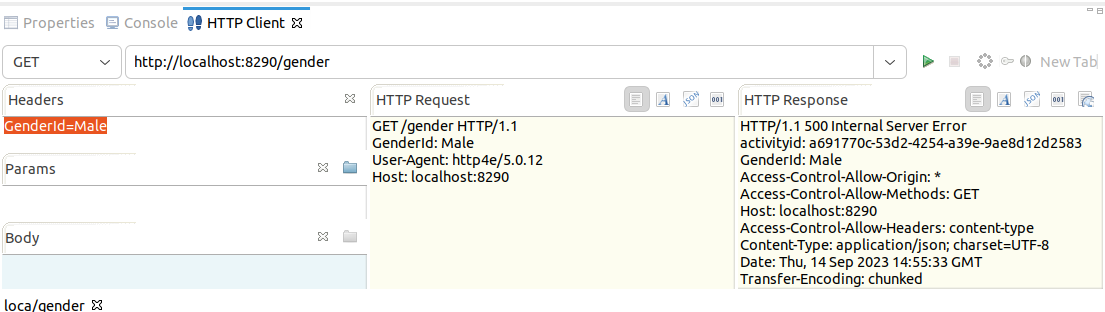 Properties Console HTTP Client
GET http://localhost:8290/gender New Tab
Headers
GenderId=Male
Params
Body
HTTP Request
GET /gender HTTP/1.1
GenderId: Male
User-Agent: http4e/5.0.12
Host: localhost:8290
HTTP Response
HTTP/1.1 500 Internal Server Error
activityid: a691770c-53d2-4254-a39e-9ae8d12d2583
GenderId: Male
Access-Control-Allow-Origin: *
Access-Control-Allow-Methods: GET
Host: localhost:8290
Access-Control-Allow-Headers: content-type
Content-Type: application/json; charset=UTF-8
Date: Thu, 14 Sep 2023 14:55:33 GMT
Transfer-Encoding: chunked
loca/gender